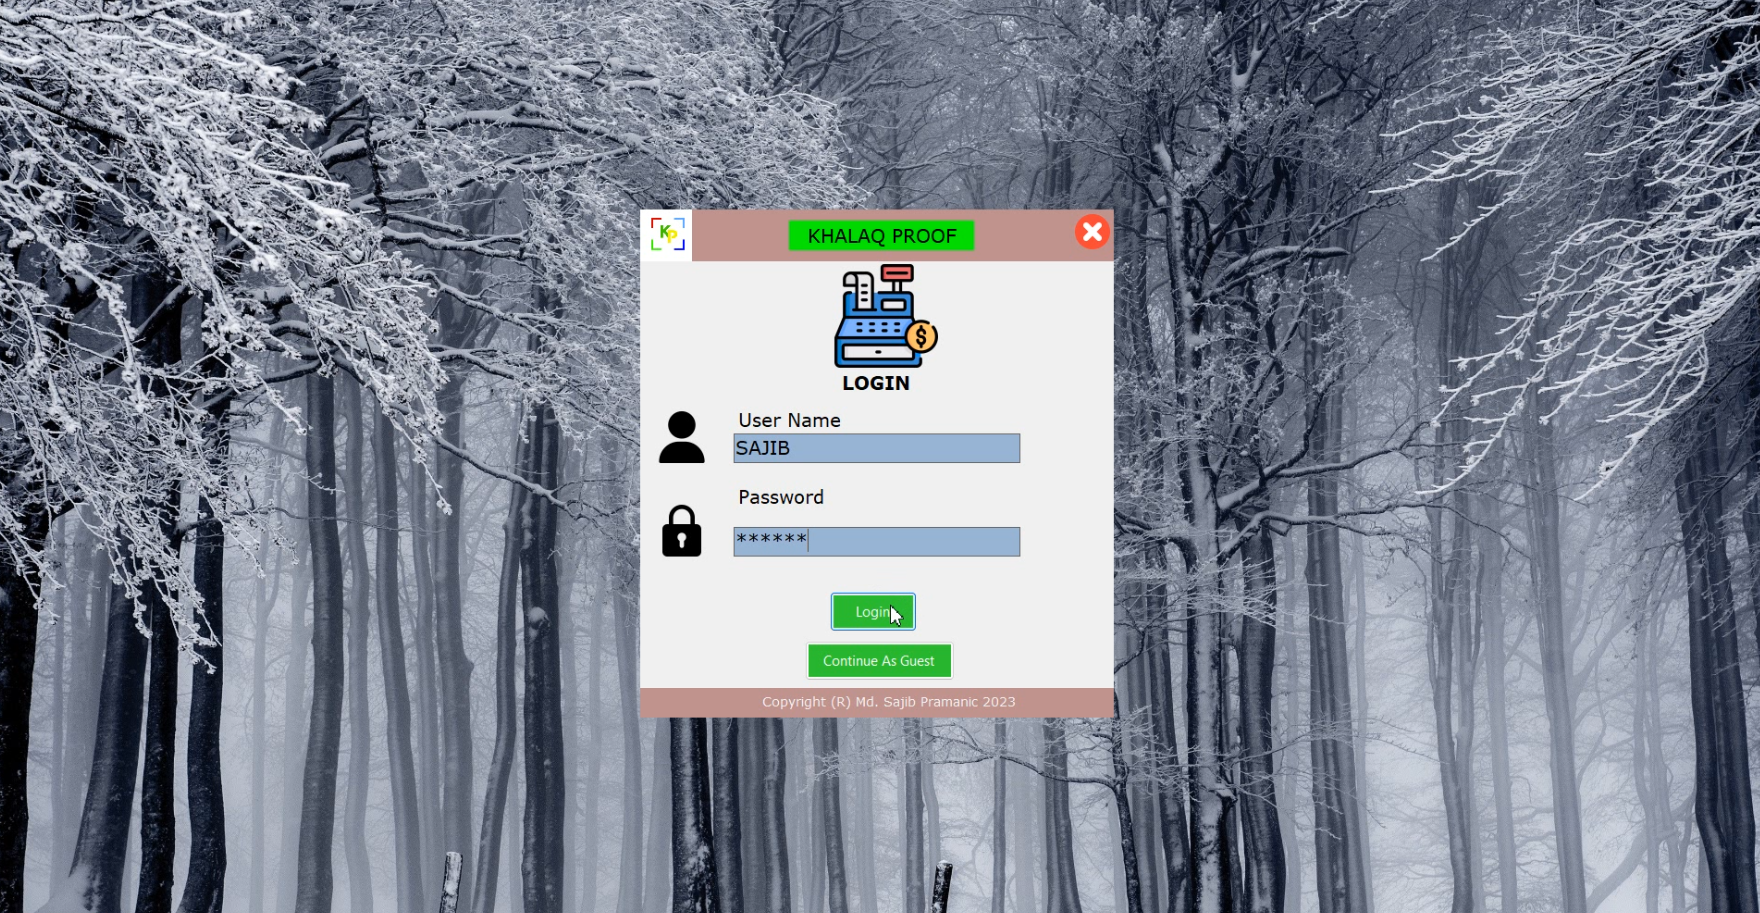 KP
KHALAQ PROOF
LOGIN
User Name
SAJIB
Password
******
Login
Continue As Guest
Copyright (R) Md. Sajib Pramanic 2023